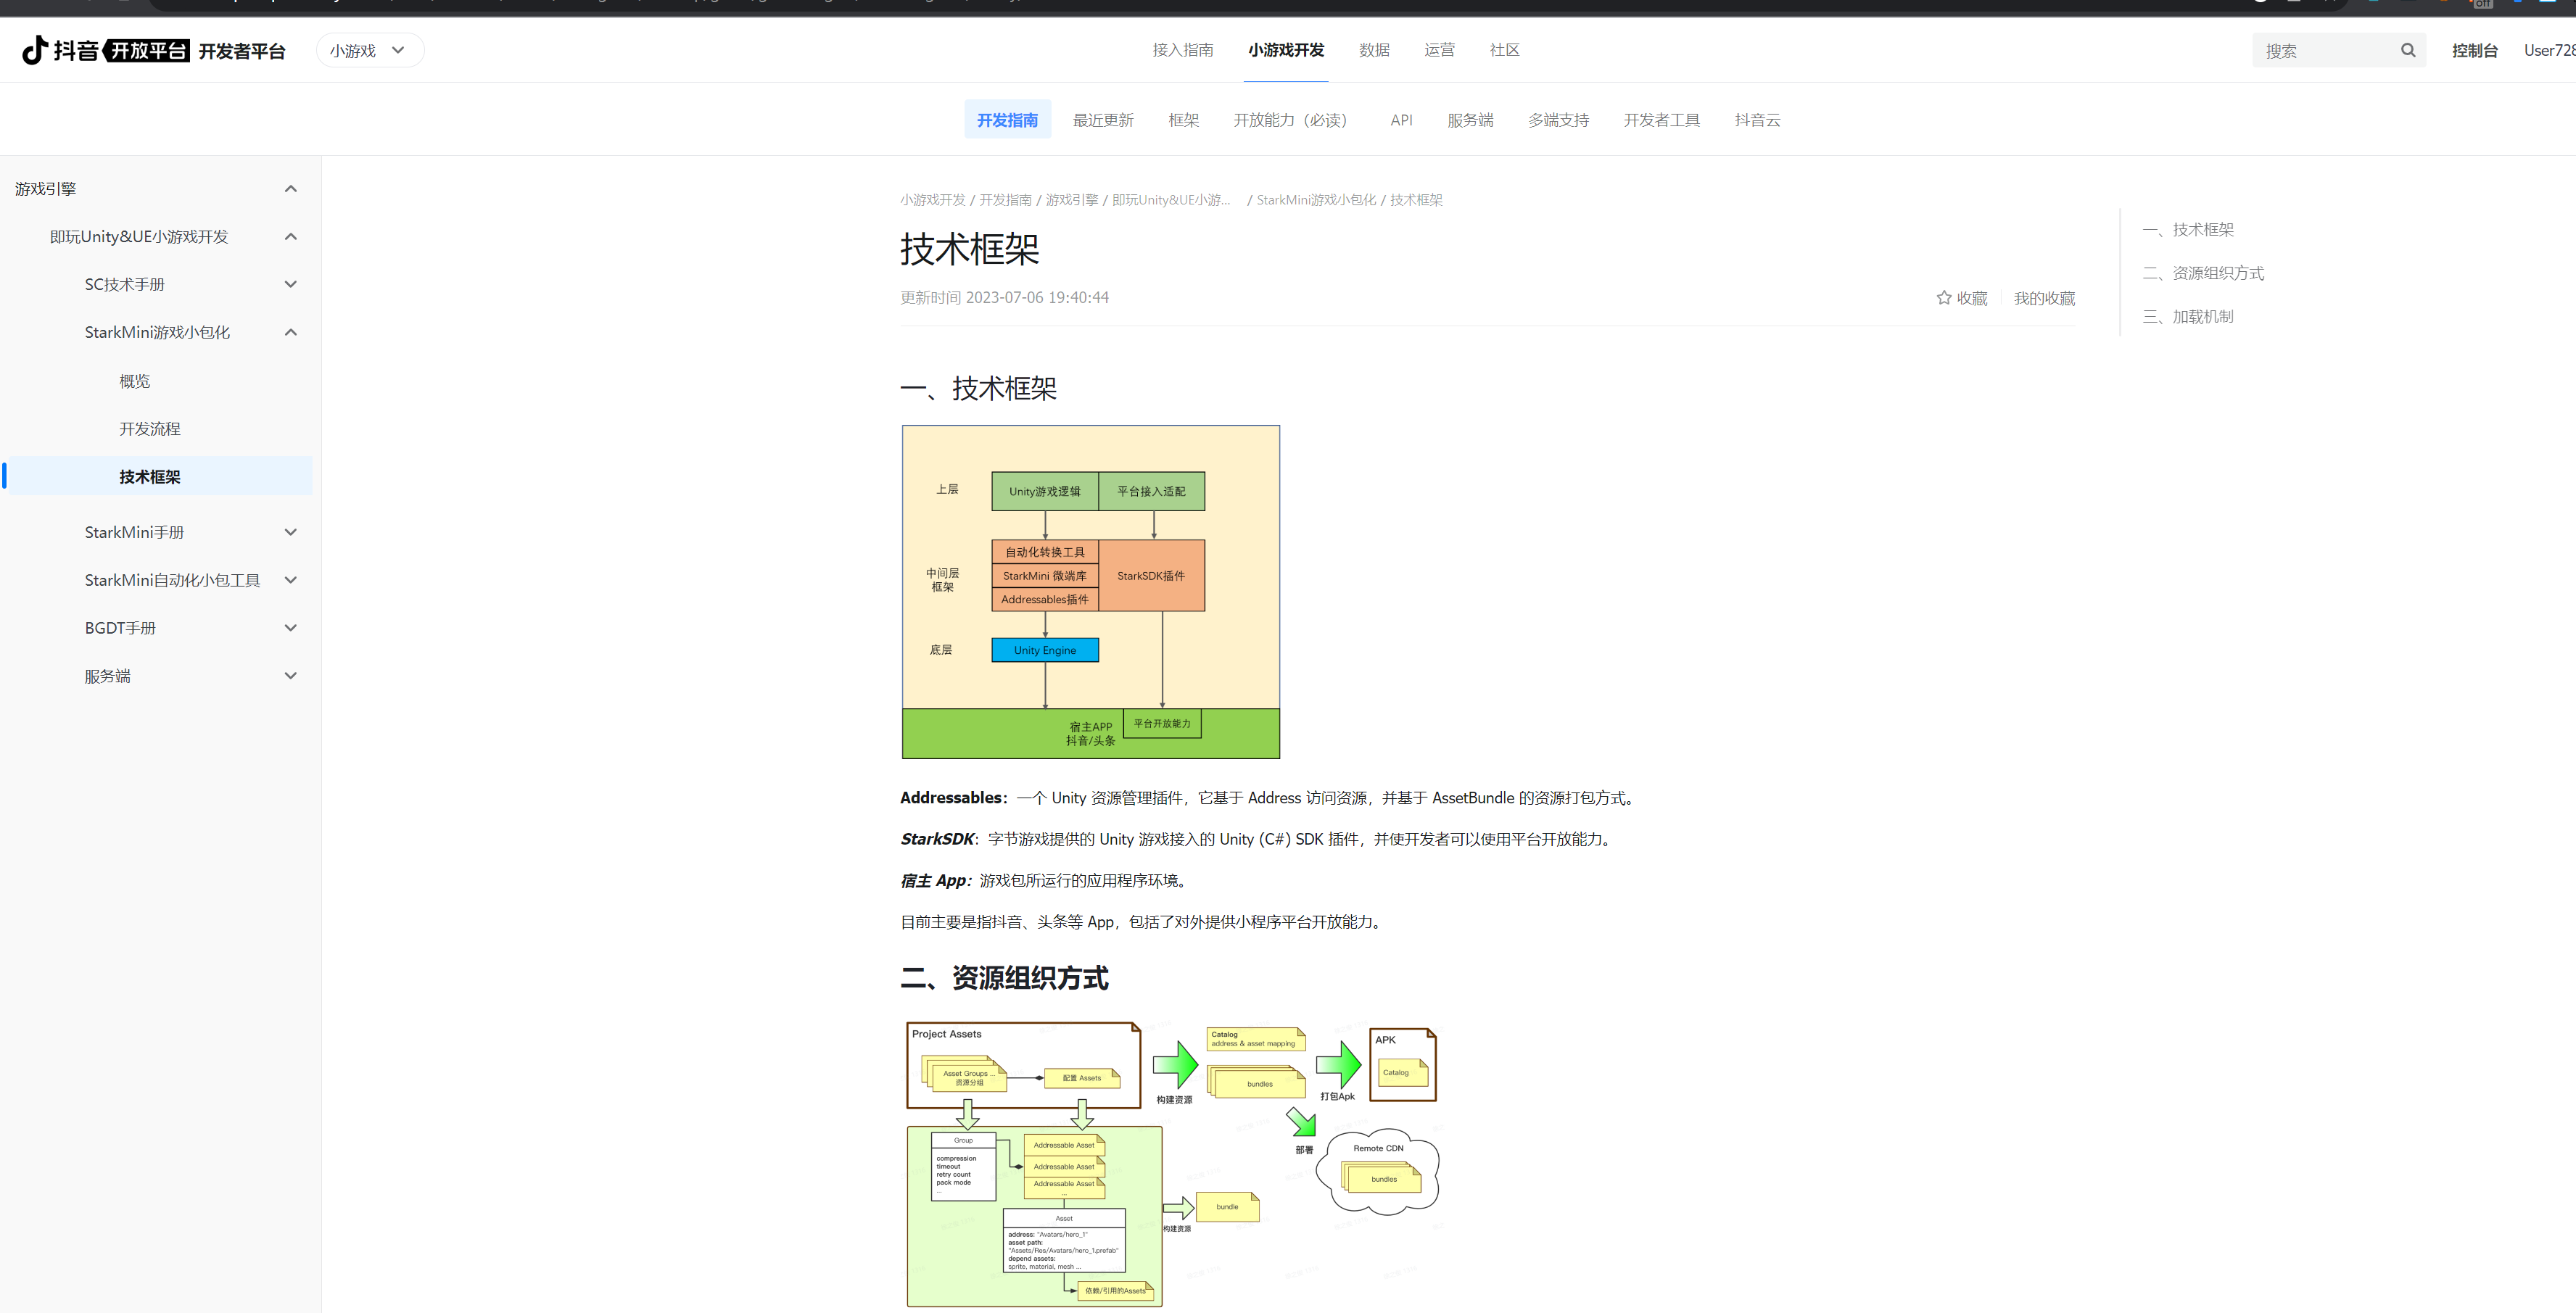 抖音 开放平台 开发者平台
小游戏
接入指南
小游戏开发
数据
运营
社区
搜索
控制台
User728
开发指南
最近更新
框架
开放能力（必读）
API
服务端
多端支持
开发者工具
抖音云
游戏引擎
即玩Unity&UE小游戏开发
SC技术手册
StarkMini游戏小包化
概览
开发流程
技术框架
StarkMini手册
StarkMini自动化小包工具
BGDT手册
服务端
小游戏开发 / 开发指南 / 游戏引擎 / 即玩Unity&UE小游... / StarkMini游戏小包化 / 技术框架
技术框架
更新时间 2023-07-06 19:40:44
收藏
我的收藏
一、技术框架
二、资源组织方式
三、加载机制
一、技术框架
上层
Unity游戏逻辑
平台接入适配
中间层
框架
自动化转换工具
StarkMini 微端库
Addressables插件
StarkSDK插件
底层
Unity Engine
宿主APP
抖音/头条
平台开放能力
Addressables：一个 Unity 资源管理插件，它基于 Address 访问资源，并基于 AssetBundle 的资源打包方式。
StarkSDK：字节游戏提供的 Unity 游戏接入的 Unity (C#) SDK 插件，并使开发者可以使用平台开放能力。
宿主 App：游戏包所运行的应用程序环境。
目前主要是指抖音、头条等 App，包括了对外提供小程序平台开放能力。
二、资源组织方式
Project Assets
Asset Groups ...
资源分组
配置 Assets
构建资源
Catalog
address & asset mapping
bundles
打包Apk
APK
Catalog
部署
Remote CDN
bundles
Group
compression
timeout
retry count
pack mode
...
Addressable Asset
Addressable Asset
Addressable Asset
...
Asset
address: "Avatars/hero_1"
asset path:
"Assets/Res/Avatars/hero_1.prefab"
depend assets:
sprite, material, mesh ...
依赖/引用的Assets
构建资源
bundle